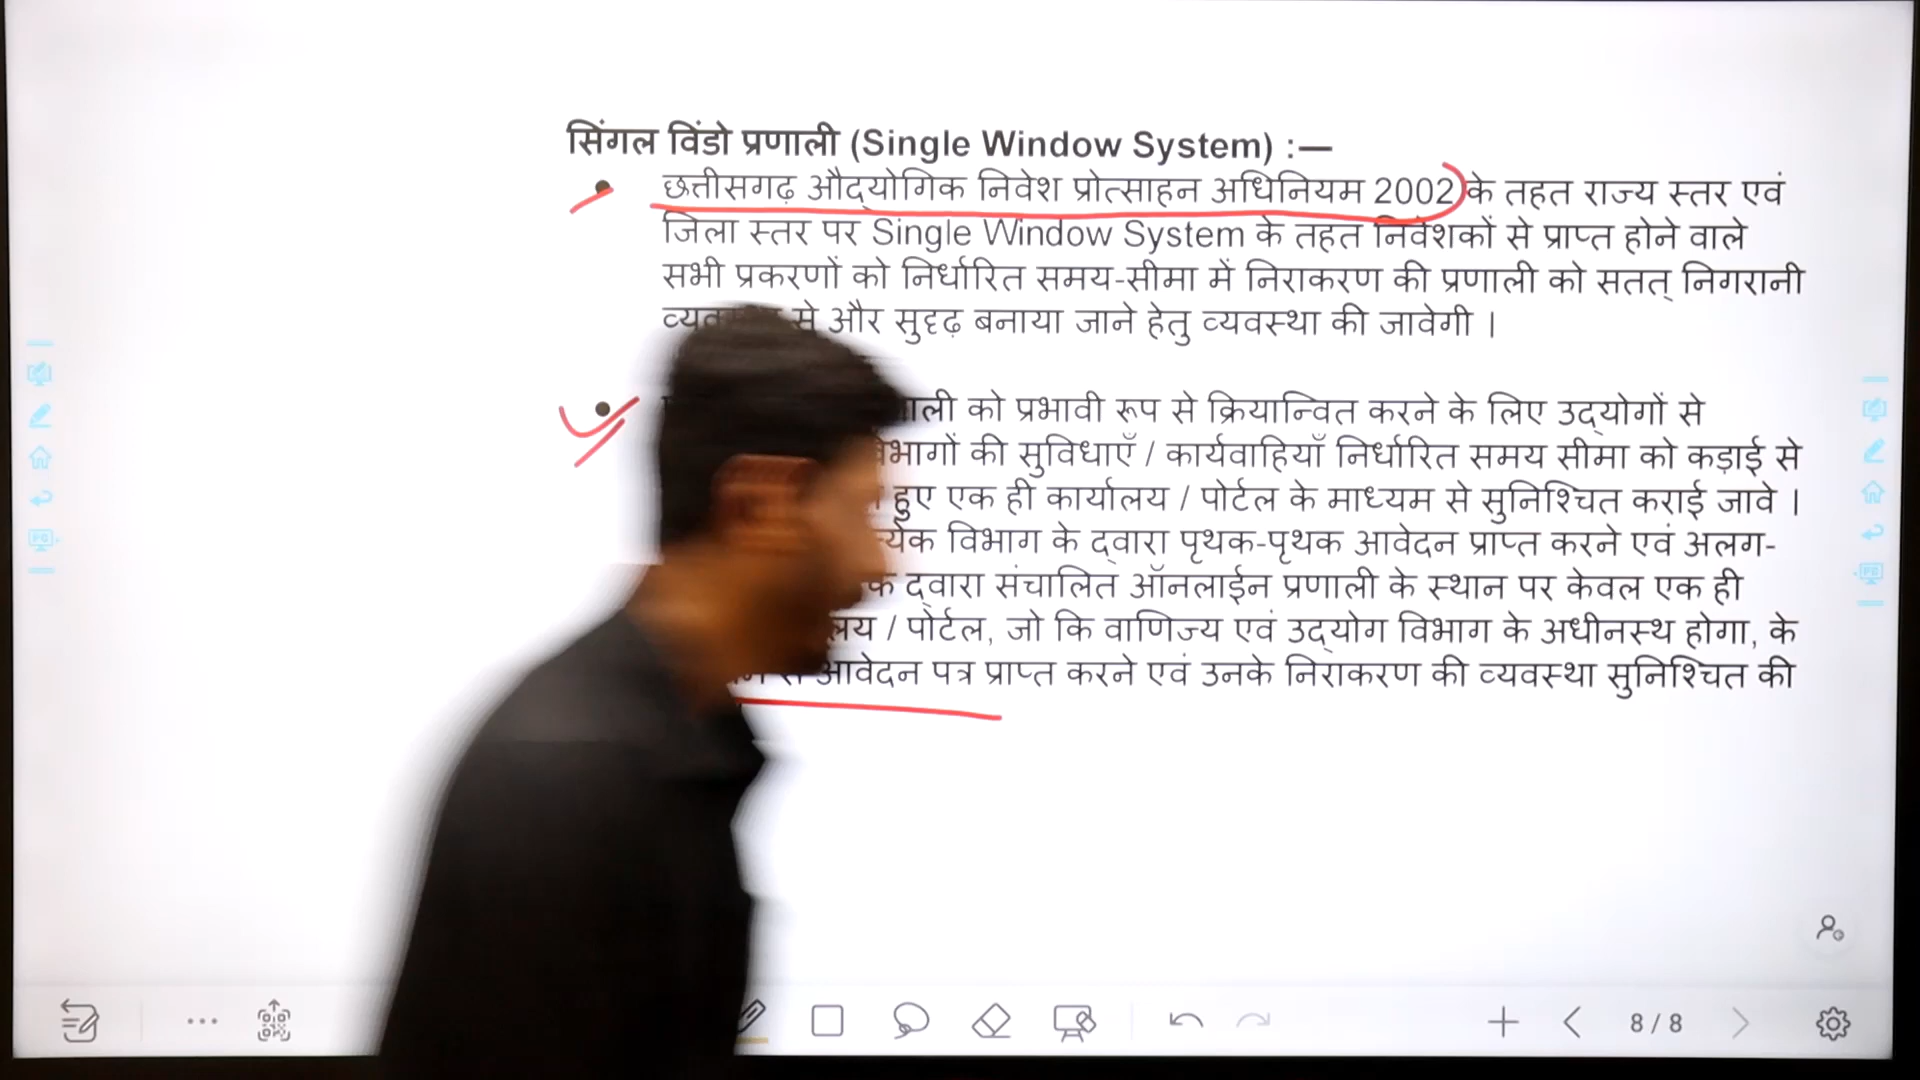 सिंगल विंडो प्रणाली (Single Window System) :—
छत्तीसगढ़ औद्योगिक निवेश प्रोत्साहन अधिनियम 2002 के तहत राज्य स्तर एवं
जिला स्तर पर Single Window System के तहत निवेशकों से प्राप्त होने वाले
सभी प्रकरणों को निर्धारित समय-सीमा में निराकरण की प्रणाली को सतत् निगरानी
से और सुदृढ़ बनाया जाने हेतु व्यवस्था की जावेगी ।
को प्रभावी रूप से क्रियान्वित करने के लिए उद्योगों से
की सुविधाएँ / कार्यवाहियाँ निर्धारित समय सीमा को कड़ाई से
हुए एक ही कार्यालय / पोर्टल के माध्यम से सुनिश्चित कराई जावे ।
विभाग के द्वारा पृथक-पृथक आवेदन प्राप्त करने एवं अलग-
द्वारा संचालित ऑनलाईन प्रणाली के स्थान पर केवल एक ही
/ पोर्टल, जो कि वाणिज्य एवं उद्योग विभाग के अधीनस्थ होगा, के
आवेदन पत्र प्राप्त करने एवं उनके निराकरण की व्यवस्था सुनिश्चित की
8 / 8